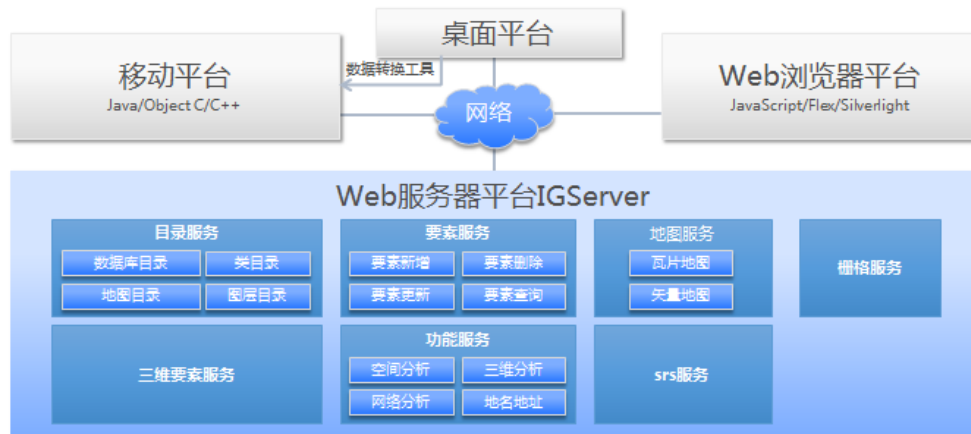 桌面平台
移动平台
Java/Object C/C++
数据转换工具
网络
Web浏览器平台
JavaScript/Flex/Silverlight
Web服务器平台IGServer
目录服务
数据库目录
类目录
地图目录
图层目录
要素服务
要素新增
要素删除
要素更新
要素查询
地图服务
瓦片地图
矢量地图
栅格服务
三维要素服务
功能服务
空间分析
三维分析
网络分析
地名地址
srs服务